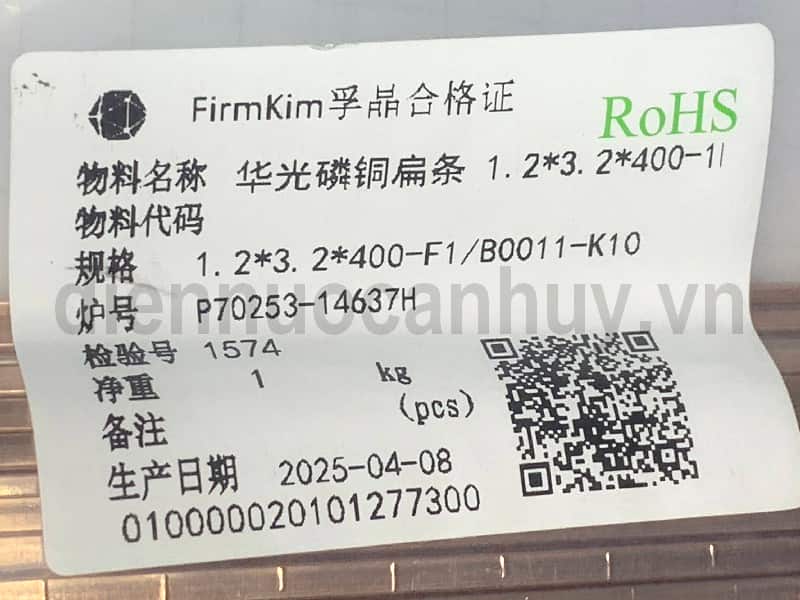 FirmKim孚品合格证
RoHS
物料名称 华光磷铜扁条 1.2*3.2*400-1
物料代码
规格 1.2*3.2*400-F1/B0011-K10
炉号 P70253-14637H
diennuocanhuy.vn
检验号 1574
净重 1 kg
(pcs)
备注
生产日期 2025-04-08
010000020101277300